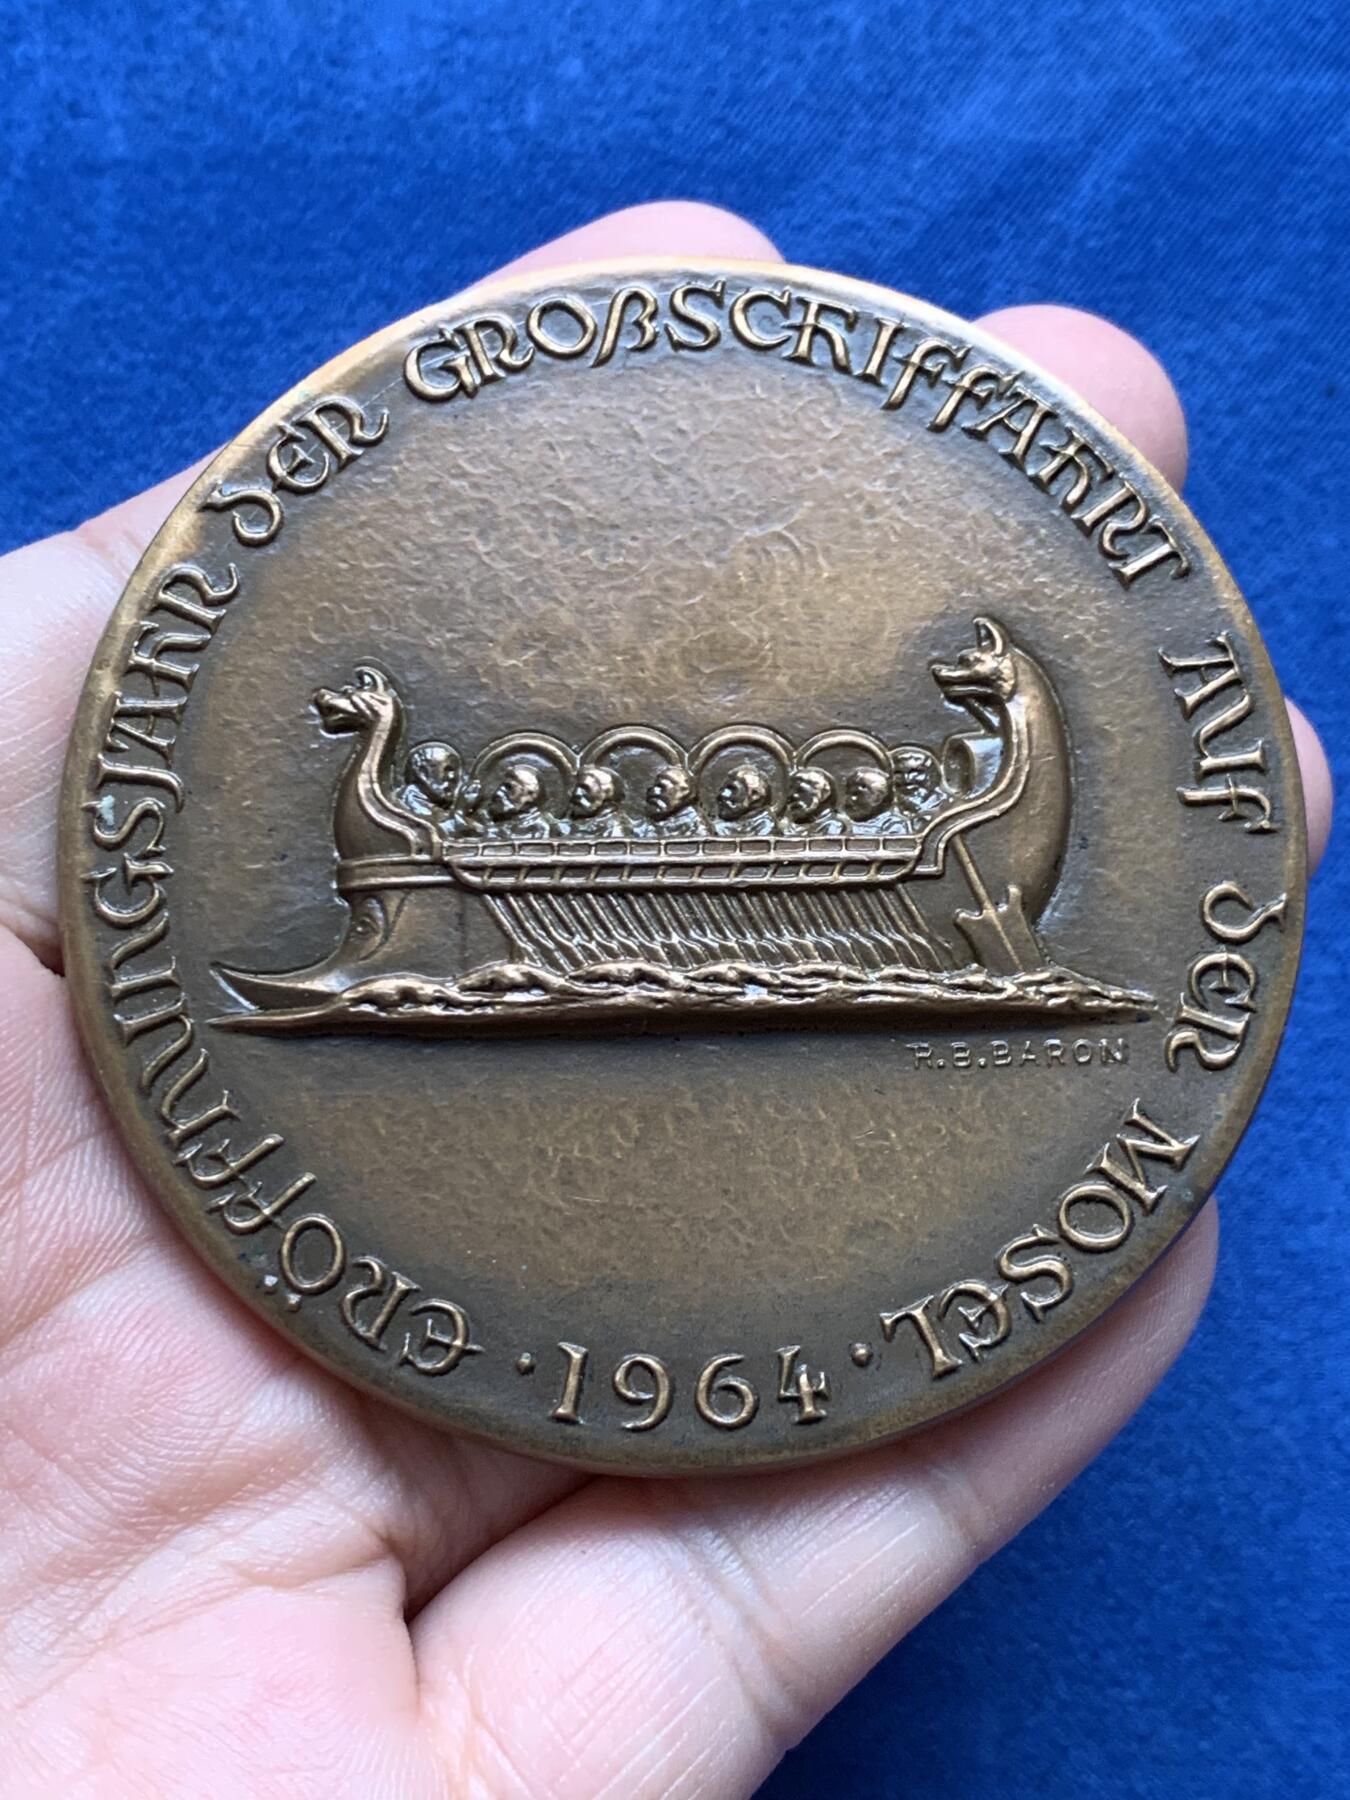 ERÖFFNUNGSJAHR DER GROßSCHIFFAHRT AUF DER MOSEL
· 1964 ·
R.B.BARON